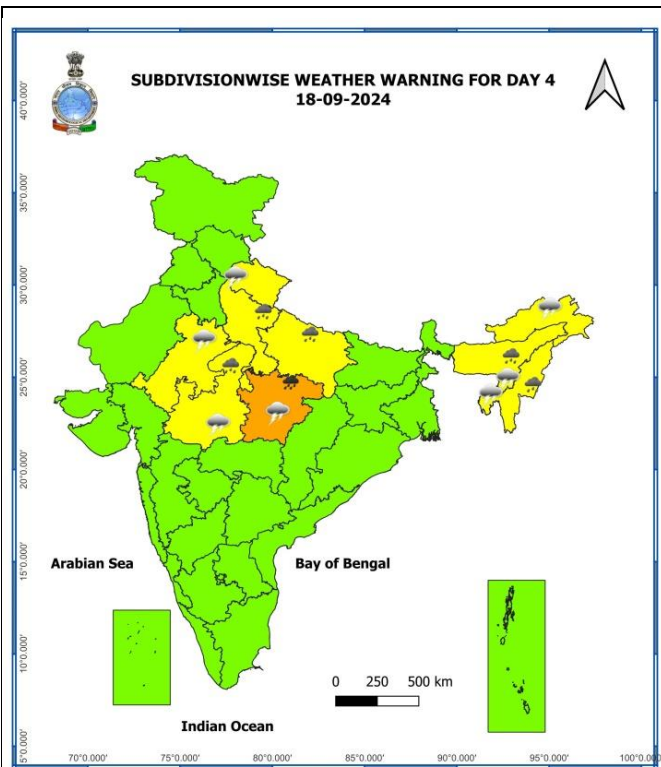 SUBDIVISIONWISE WEATHER WARNING FOR DAY 4
18-09-2024
40°0.000'
35°0.000'
30°0.000'
25°0.000'
20°0.000'
15°0.000'
10°0.000'
5°0.000'
Arabian Sea
Bay of Bengal
0 250 500 km
Indian Ocean
70°0.000' 75°0.000' 80°0.000' 85°0.000' 90°0.000' 95°0.000' 100°0.000'